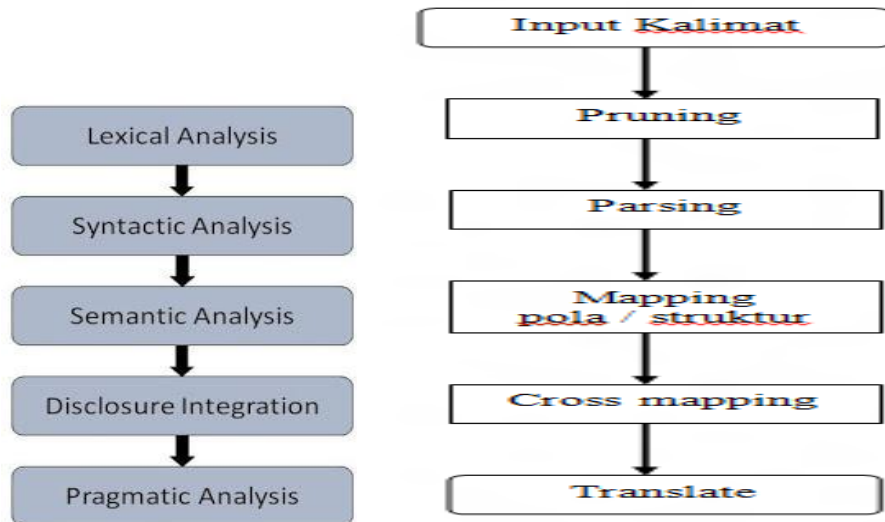 Lexical Analysis
Syntactic Analysis
Semantic Analysis
Disclosure Integration
Pragmatic Analysis
Input Kalimat
Pruning
Parsing
Mapping
pola / struktur
Cross mapping
Translate